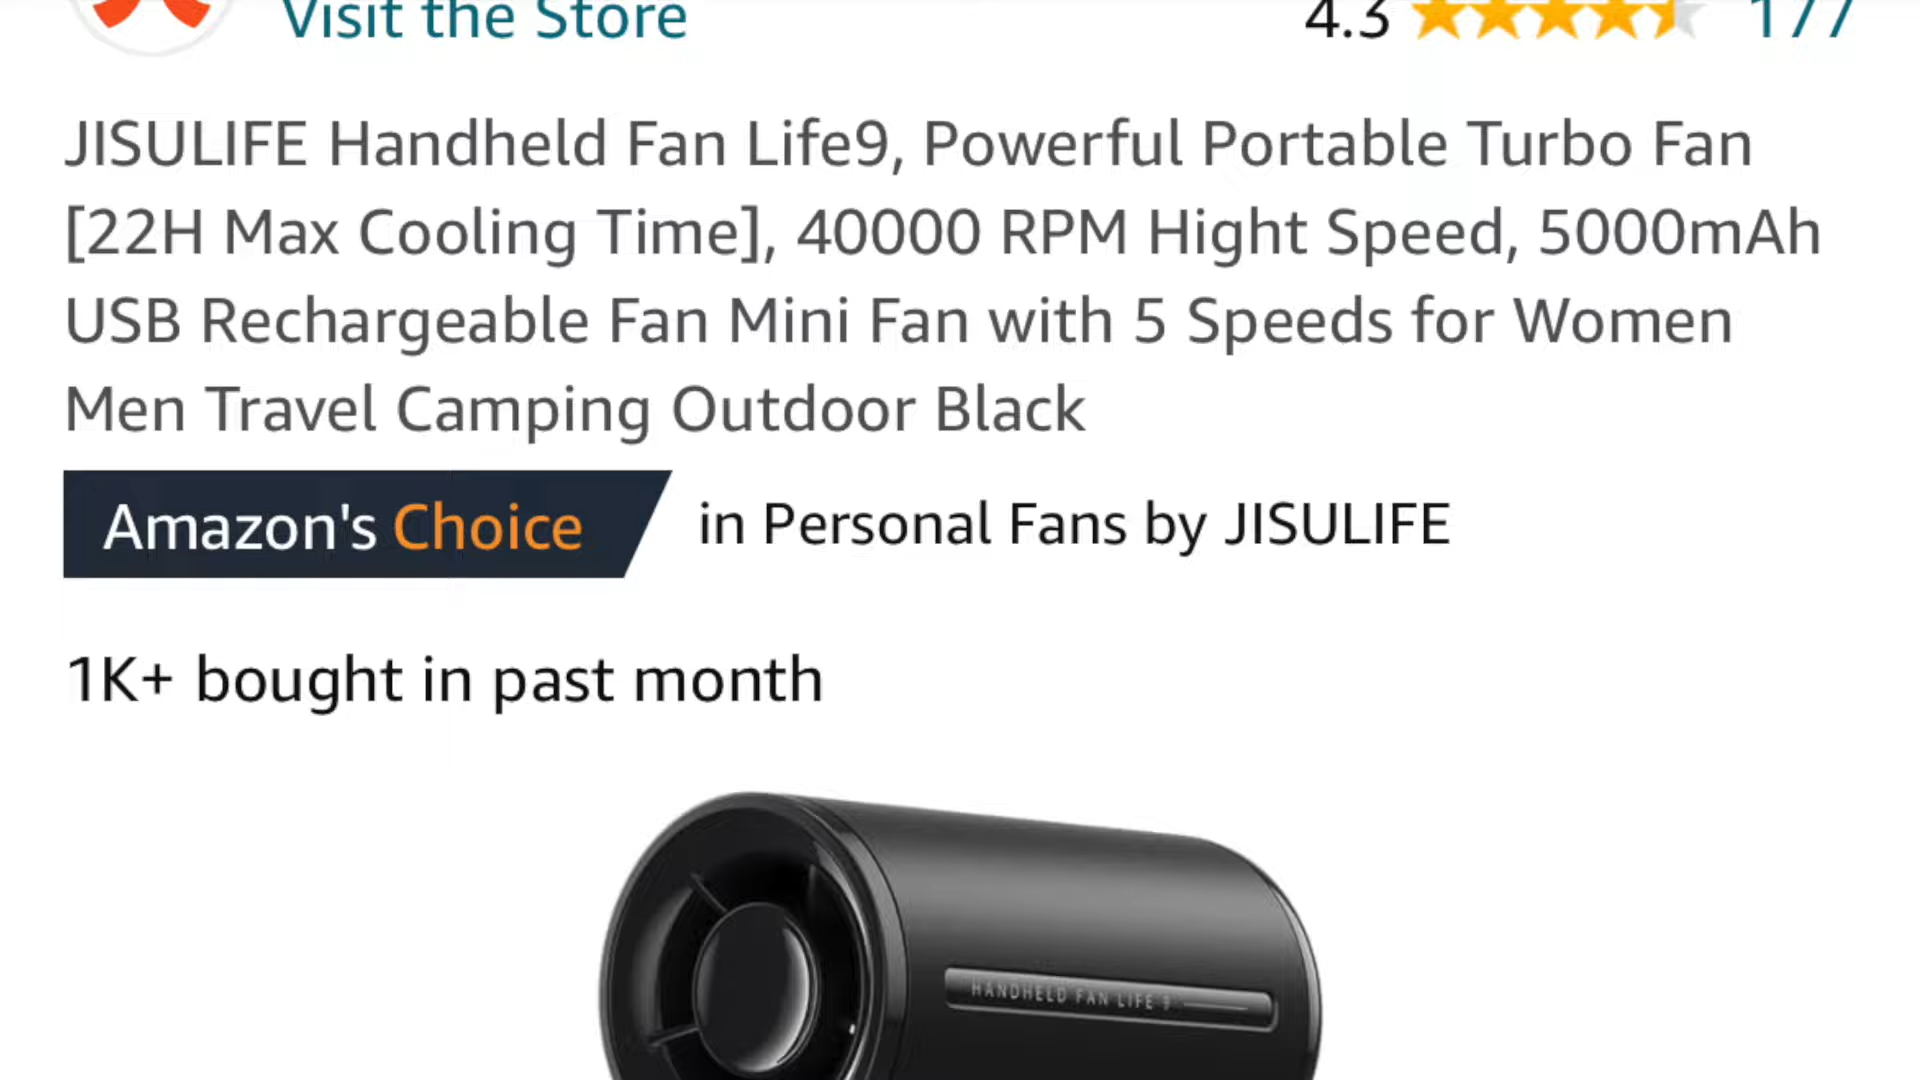 Visit the Store
4.3 177
JISULIFE Handheld Fan Life9, Powerful Portable Turbo Fan
[22H Max Cooling Time], 40000 RPM Hight Speed, 5000mAh
USB Rechargeable Fan Mini Fan with 5 Speeds for Women
Men Travel Camping Outdoor Black
Amazon's Choice in Personal Fans by JISULIFE
1K+ bought in past month
HANDHELD FAN LIFE 9